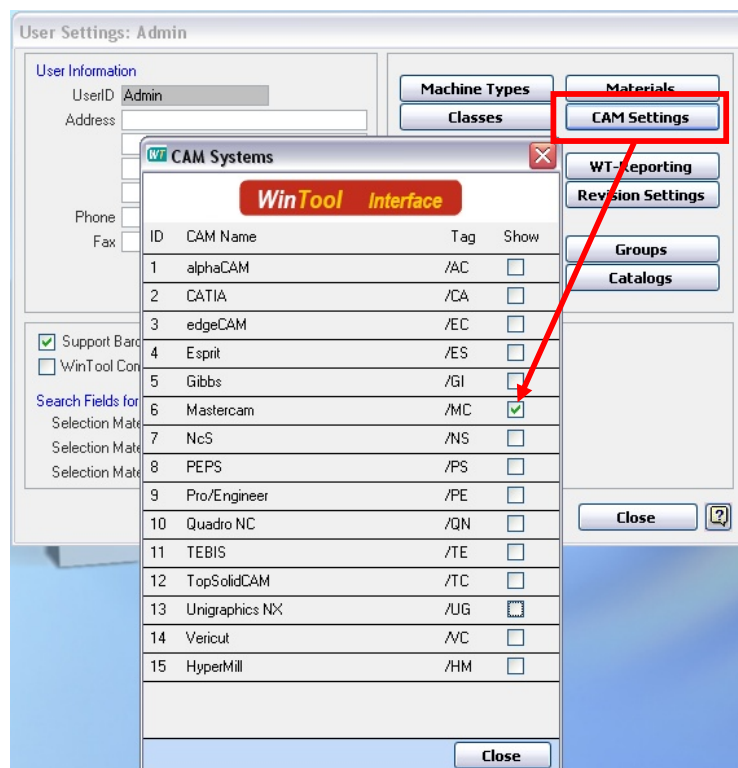 User Settings: Admin
User Information
UserID Admin
Address
Phone
Fax
Machine Types
Materials
Classes
CAM Settings
WT-Reporting
Revision Settings
Groups
Catalogs
Support Barc
WinTool Con
Search Fields for
Selection Mate
Selection Mate
Selection Mate
Close
WT CAM Systems
WinTool Interface
ID CAM Name Tag Show
1 alphaCAM /AC
2 CATIA /CA
3 edgeCAM /EC
4 Esprit /ES
5 Gibbs /GI
6 Mastercam /MC
7 NcS /NS
8 PEPS /PS
9 Pro/Engineer /PE
10 Quadro NC /QN
11 TEBIS /TE
12 TopSolidCAM /TC
13 Unigraphics NX /UG
14 Vericut /VC
15 HyperMill /HM
Close